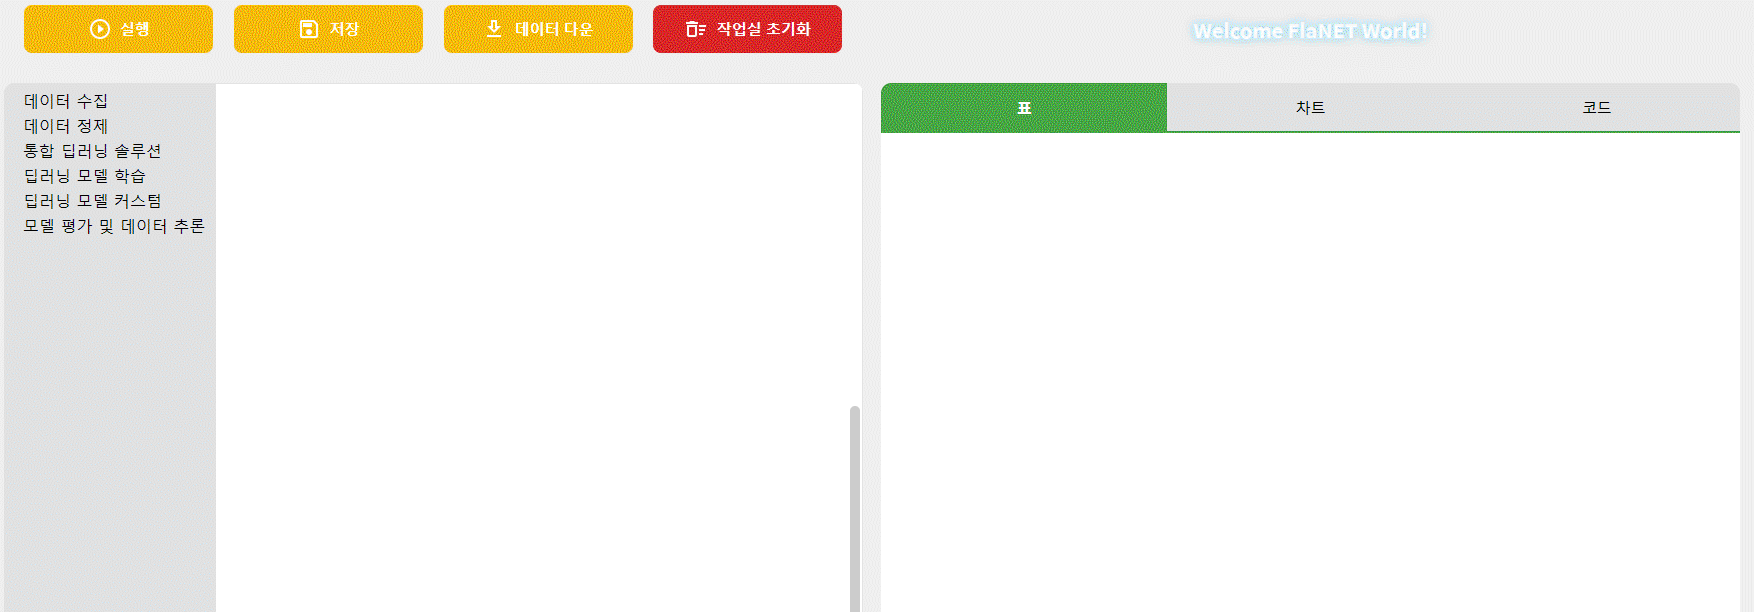 실행
저장
데이터 다운
작업실 초기화
Welcome FlaNET World!
데이터 수집
데이터 정제
통합 딥러닝 솔루션
딥러닝 모델 학습
딥러닝 모델 커스텀
모델 평가 및 데이터 추론
표
차트
코드